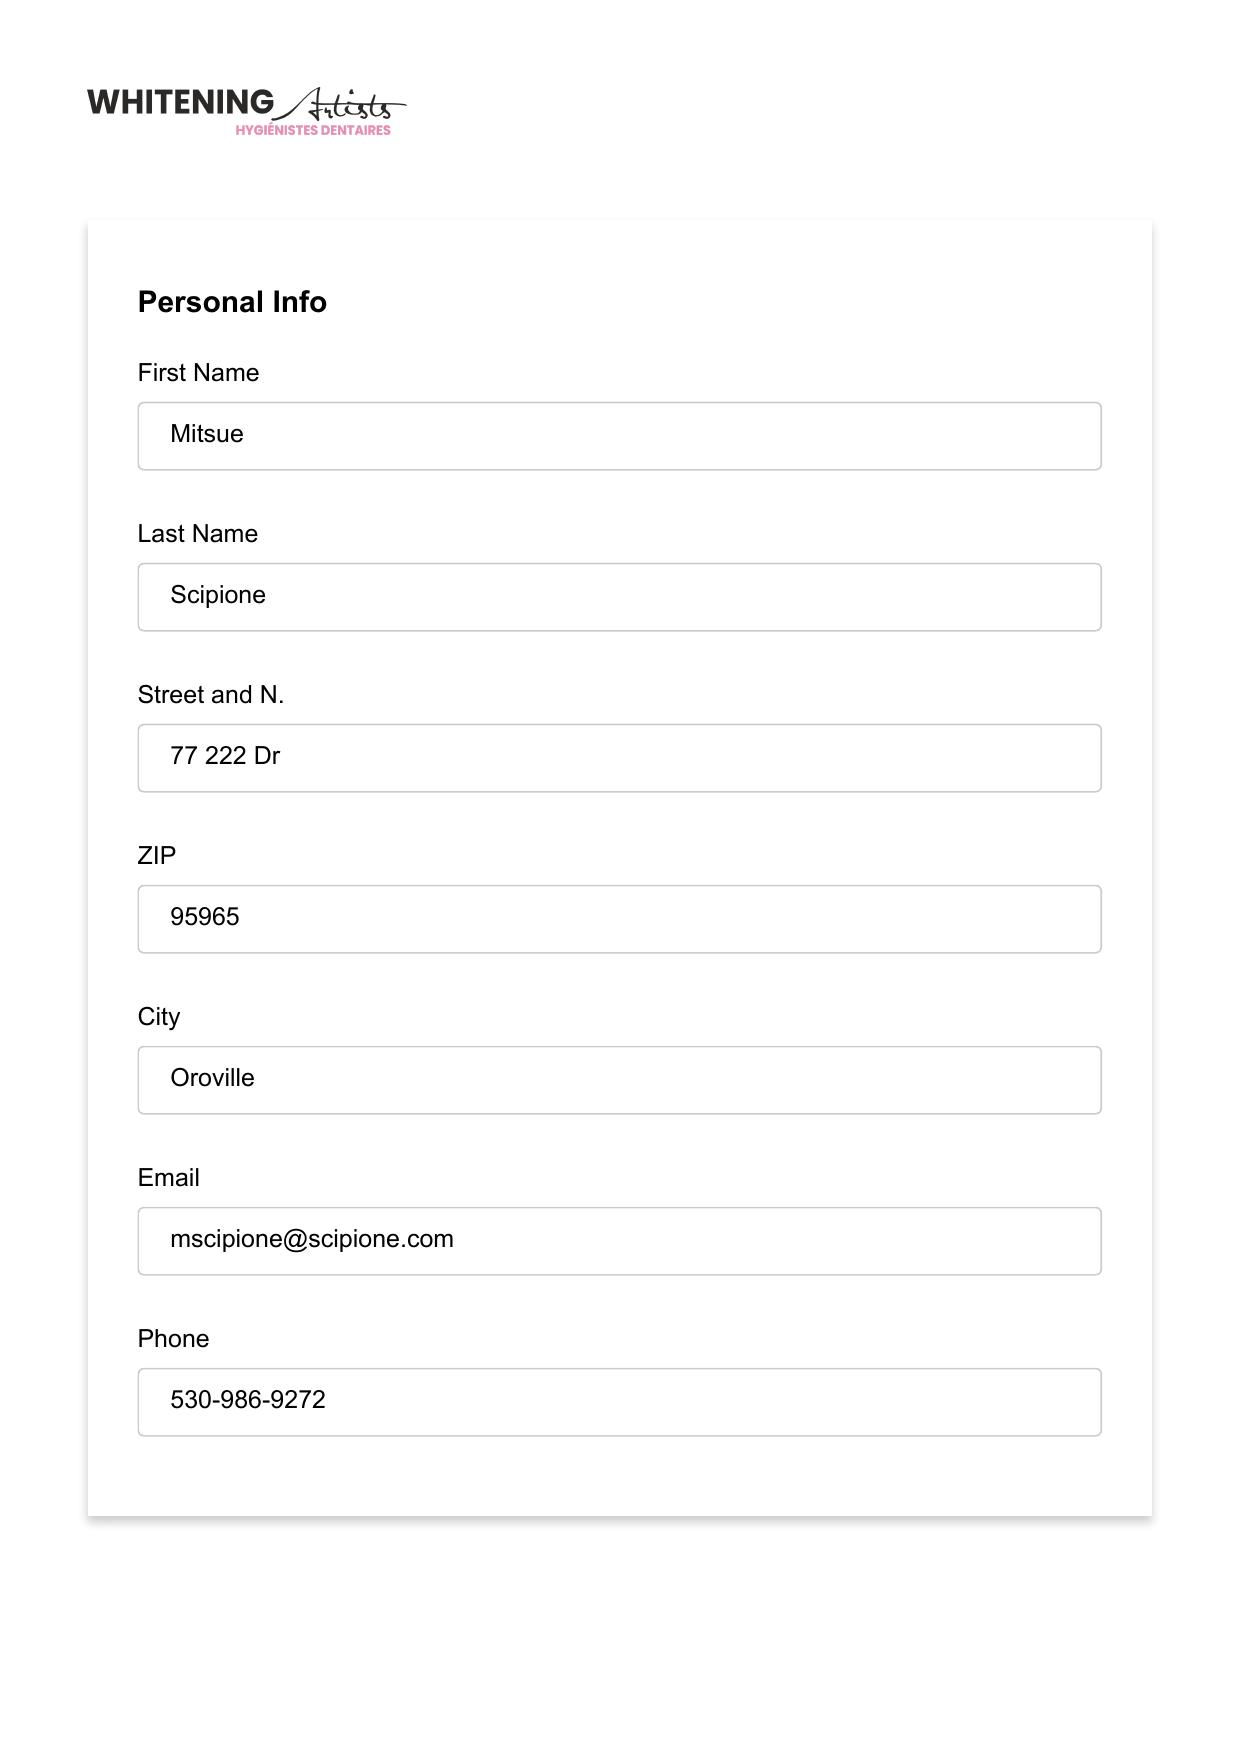 WHITENING Artists
HYGIÉNISTES DENTAIRES
Personal Info
First Name
Mitsue
Last Name
Scipione
Street and N.
77 222 Dr
ZIP
95965
City
Oroville
Email
mscipione@scipione.com
Phone
530-986-9272